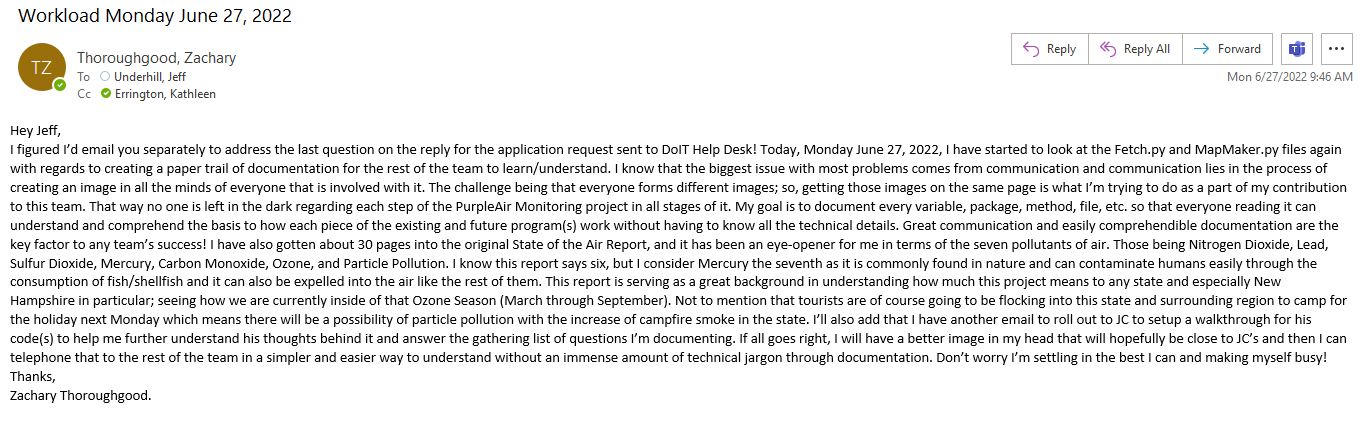 Workload Monday June 27, 2022
TZ
Thoroughgood, Zachary
To Underhill, Jeff
Cc Errington, Kathleen
Reply
Reply All
Forward
Mon 6/27/2022 9:46 AM
Hey Jeff,
I figured I'd email you separately to address the last question on the reply for the application request sent to DoIT Help Desk! Today, Monday June 27, 2022, I have started to look at the Fetch.py and MapMaker.py files again
with regards to creating a paper trail of documentation for the rest of the team to learn/understand. I know that the biggest issue with most problems comes from communication and communication lies in the process of
creating an image in all the minds of everyone that is involved with it. The challenge being that everyone forms different images; so, getting those images on the same page is what I'm trying to do as a part of my contribution
to this team. That way no one is left in the dark regarding each step of the PurpleAir Monitoring project in all stages of it. My goal is to document every variable, package, method, file, etc. so that everyone reading it can
understand and comprehend the basis to how each piece of the existing and future program(s) work without having to know all the technical details. Great communication and easily comprehendible documentation are the
key factor to any team's success! I have also gotten about 30 pages into the original State of the Air Report, and it has been an eye-opener for me in terms of the seven pollutants of air. Those being Nitrogen Dioxide, Lead,
Sulfur Dioxide, Mercury, Carbon Monoxide, Ozone, and Particle Pollution. I know this report says six, but I consider Mercury the seventh as it is commonly found in nature and can contaminate humans easily through the
consumption of fish/shellfish and it can also be expelled into the air like the rest of them. This report is serving as a great background in understanding how much this project means to any state and especially New
Hampshire in particular; seeing how we are currently inside of that Ozone Season (March through September). Not to mention that tourists are of course going to be flocking into this state and surrounding region to camp for
the holiday next Monday which means there will be a possibility of particle pollution with the increase of campfire smoke in the state. I'll also add that I have another email to roll out to JC to setup a walkthrough for his
code(s) to help me further understand his thoughts behind it and answer the gathering list of questions I'm documenting. If all goes right, I will have a better image in my head that will hopefully be close to JC's and then I can
telephone that to the rest of the team in a simpler and easier way to understand without an immense amount of technical jargon through documentation. Don't worry I'm settling in the best I can and making myself busy!
Thanks,
Zachary Thoroughgood.